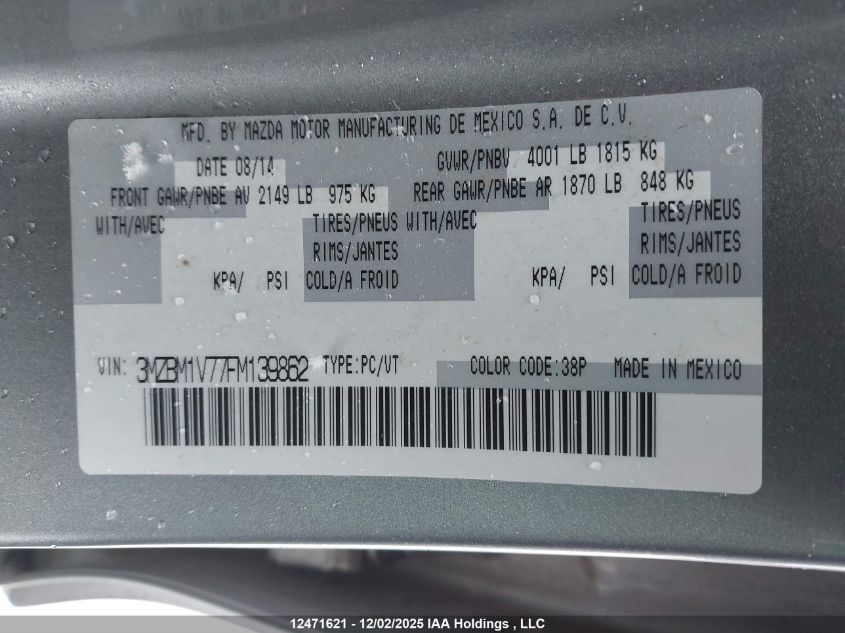 MFD. BY MAZDA MOTOR MANUFACTURING DE MEXICO S.A. DE C.V.
DATE 08/14 GVWR/PNBV 4001 LB 1815 KG
FRONT GAWR/PNBE AV 2149 LB 975 KG REAR GAWR/PNBE AR 1870 LB 848 KG
WITH/AVEC TIRES/PNEUS WITH/AVEC TIRES/PNEUS
RIMS/JANTES RIMS/JANTES
KPA/ PSI COLD/A FROID KPA/ PSI COLD/A FROID
VIN: 3MZBM1V77FM139862 TYPE:PC/VT COLOR CODE:38P MADE IN MEXICO
12471621 - 12/02/2025 IAA Holdings , LLC